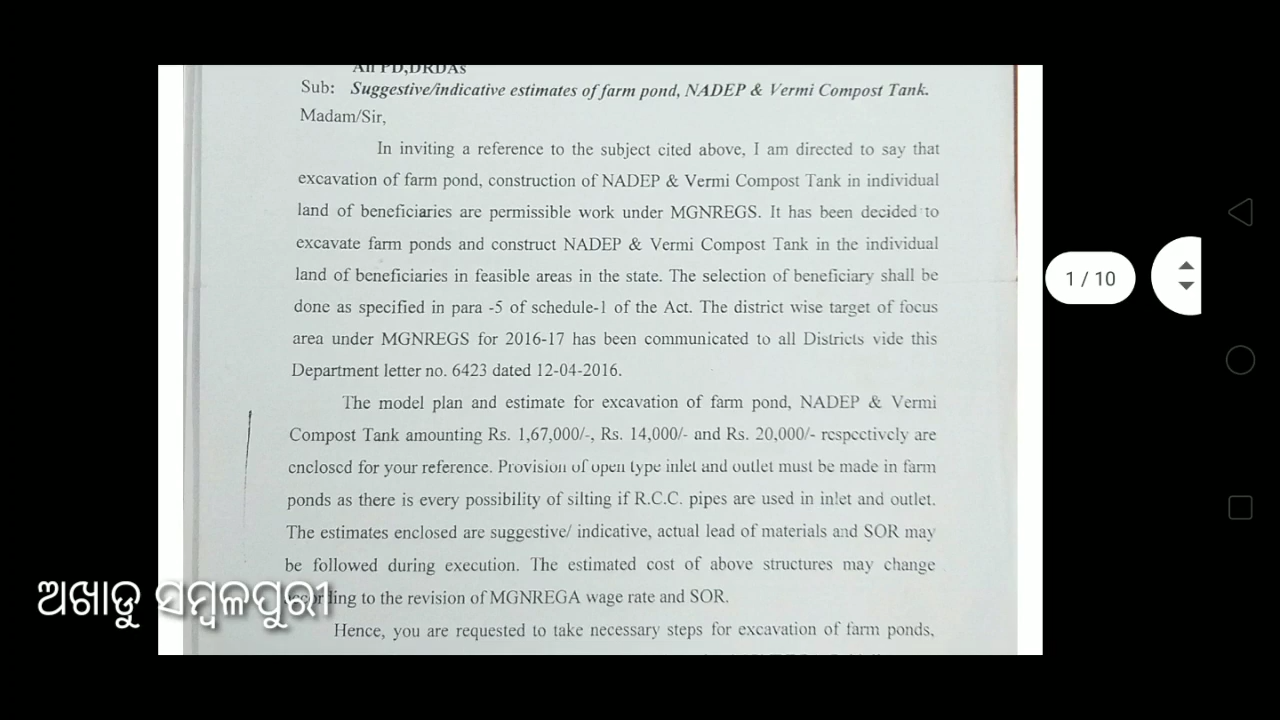 All PD,DRDAs
Sub: Suggestive/indicative estimates of farm pond, NADEP & Vermi Compost Tank.
Madam/Sir,
In inviting a reference to the subject cited above, I am directed to say that
excavation of farm pond, construction of NADEP & Vermi Compost Tank in individual
land of beneficiaries are permissible work under MGNREGS. It has been decided to
excavate farm ponds and construct NADEP & Vermi Compost Tank in the individual
land of beneficiaries in feasible areas in the state. The selection of beneficiary shall be
done as specified in para -5 of schedule-1 of the Act. The district wise target of focus
area under MGNREGS for 2016-17 has been communicated to all Districts vide this
Department letter no. 6423 dated 12-04-2016.
The model plan and estimate for excavation of farm pond, NADEP & Vermi
Compost Tank amounting Rs. 1,67,000/-, Rs. 14,000/- and Rs. 20,000/- respectively are
enclosed for your reference. Provision of open type inlet and outlet must be made in farm
ponds as there is every possibility of silting if R.C.C. pipes are used in inlet and outlet.
The estimates enclosed are suggestive/ indicative, actual lead of materials and SOR may
be followed during execution. The estimated cost of above structures may change
according to the revision of MGNREGA wage rate and SOR.
Hence, you are requested to take necessary steps for excavation of farm ponds,
1 / 10
ଅଖାଡୁ ସମ୍ବଲପୁରୀ